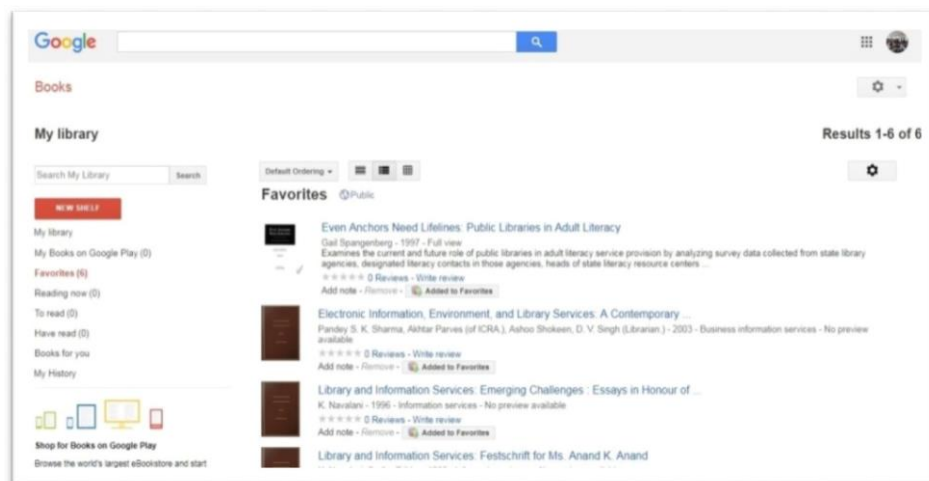 Google
Books
My library
Results 1-6 of 6
Search My Library Search
NEW SHELF
My library
My Books on Google Play (0)
Favorites (6)
Reading now (0)
To read (0)
Have read (0)
Books for you
My History
Shop for Books on Google Play
Browse the world's largest eBookstore and start
Default Ordering
Favorites Public
Even Anchors Need Lifelines: Public Libraries in Adult Literacy
Gail Spangenberg - 1997 - Full view
Examines the current and future role of public libraries in adult literacy service provision by analyzing survey data collected from state library
agencies, designated literacy contacts in those agencies, heads of state literacy resource centers ...
0 Reviews - Write review
Add note - Remove - Added to Favorites
Electronic Information, Environment, and Library Services: A Contemporary ...
Pandey S. K. Sharma, Akhtar Parves (of ICRA.), Ashoo Shokeen, D. V. Singh (Librarian.) - 2003 - Business information services - No preview
available
0 Reviews - Write review
Add note - Remove - Added to Favorites
Library and Information Services: Emerging Challenges : Essays in Honour of ...
K. Navalani - 1996 - Information services - No preview available
0 Reviews - Write review
Add note - Remove - Added to Favorites
Library and Information Services: Festschrift for Ms. Anand K. Anand